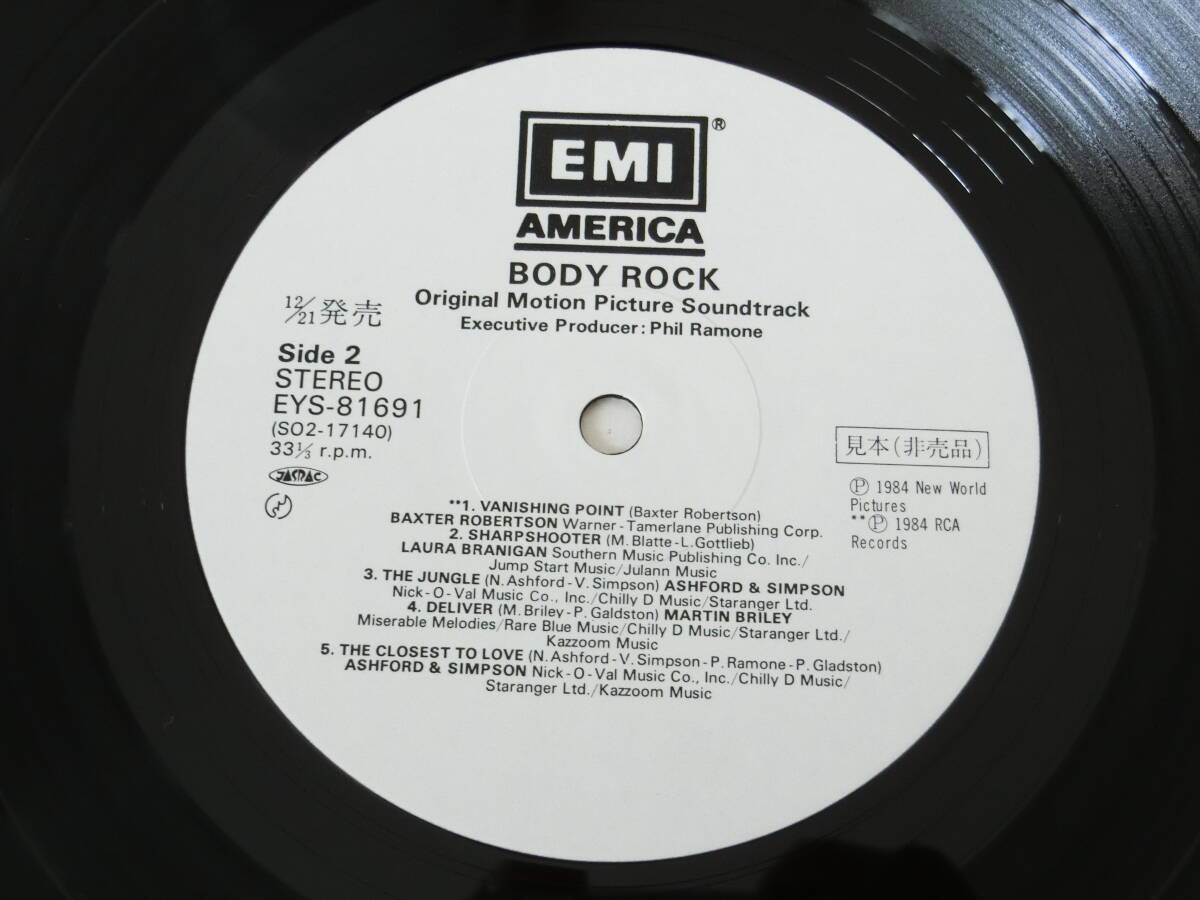 EMI ®
AMERICA
BODY ROCK
Original Motion Picture Soundtrack
Executive Producer: Phil Ramone
12/21発売
Side 2
STEREO
EYS-81691
(SO2-17140)
33⅓ r.p.m.
JASRAC
見本(非売品)
Ⓟ 1984 New World
Pictures
**Ⓟ 1984 RCA
Records
**1. VANISHING POINT (Baxter Robertson)
BAXTER ROBERTSON Warner-Tamerlane Publishing Corp.
2. SHARPSHOOTER (M. Blatte-L. Gottlieb)
LAURA BRANIGAN Southern Music Publishing Co. Inc./
Jump Start Music/Julann Music
3. THE JUNGLE (N. Ashford-V. Simpson) ASHFORD & SIMPSON
Nick-O-Val Music Co., Inc./Chilly D Music/Staranger Ltd.
4. DELIVER (M. Briley-P. Galdston) MARTIN BRILEY
Miserable Melodies/Rare Blue Music/Chilly D Music/Staranger Ltd./
Kazzoom Music
5. THE CLOSEST TO LOVE (N. Ashford-V. Simpson-P. Ramone-P. Gladston)
ASHFORD & SIMPSON Nick-O-Val Music Co., Inc./Chilly D Music/
Staranger Ltd./Kazzoom Music